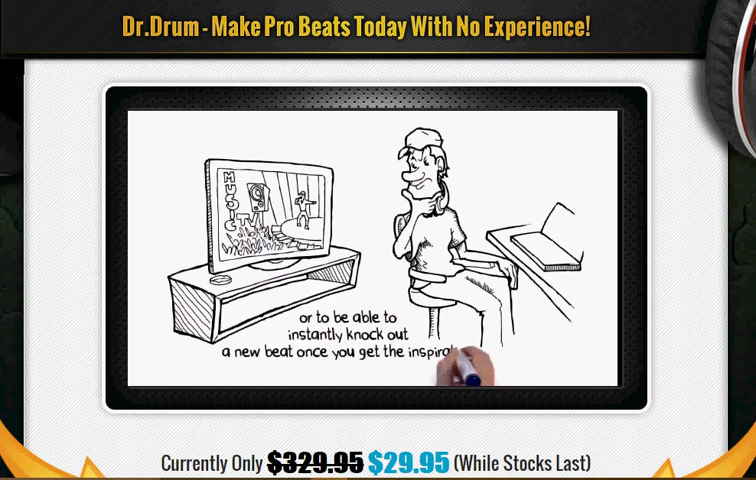 Dr.Drum - Make Pro Beats Today With No Experience!
MUSIC
TV
or to be able to
instantly knock out
a new beat once you get the inspira
Currently Only $329.95 $29.95 (While Stocks Last)